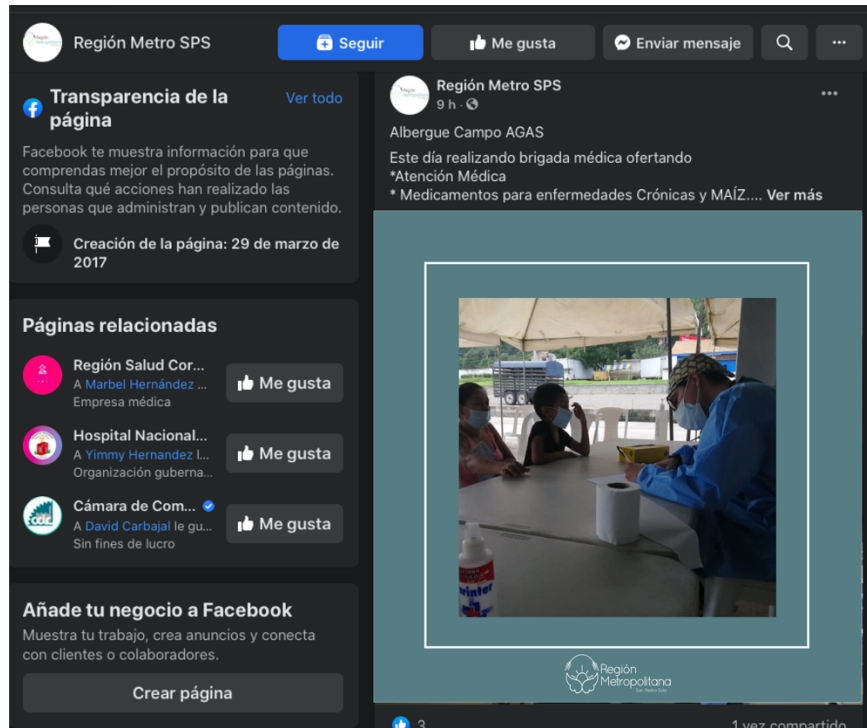 Región Metro SPS
Seguir
Me gusta
Enviar mensaje
Transparencia de la
página
Ver todo
Facebook te muestra información para que
comprendas mejor el propósito de las páginas.
Consulta qué acciones han realizado las
personas que administran y publican contenido.
Creación de la página: 29 de marzo de
2017
Páginas relacionadas
Región Salud Cor...
A Marbel Hernández ...
Empresa médica
Me gusta
Hospital Nacional...
A Yimmy Hernandez l...
Organización guberna...
Me gusta
Cámara de Com...
A David Carbajal le gu...
Sin fines de lucro
Me gusta
Añade tu negocio a Facebook
Muestra tu trabajo, crea anuncios y conecta
con clientes o colaboradores.
Crear página
Región Metro SPS
9 h ·
Albergue Campo AGAS
Este día realizando brigada médica ofertando
*Atención Médica
* Medicamentos para enfermedades Crónicas y MAÍZ.... Ver más
Región
Metropolitana
San Pedro Sula
3
1 vez compartido